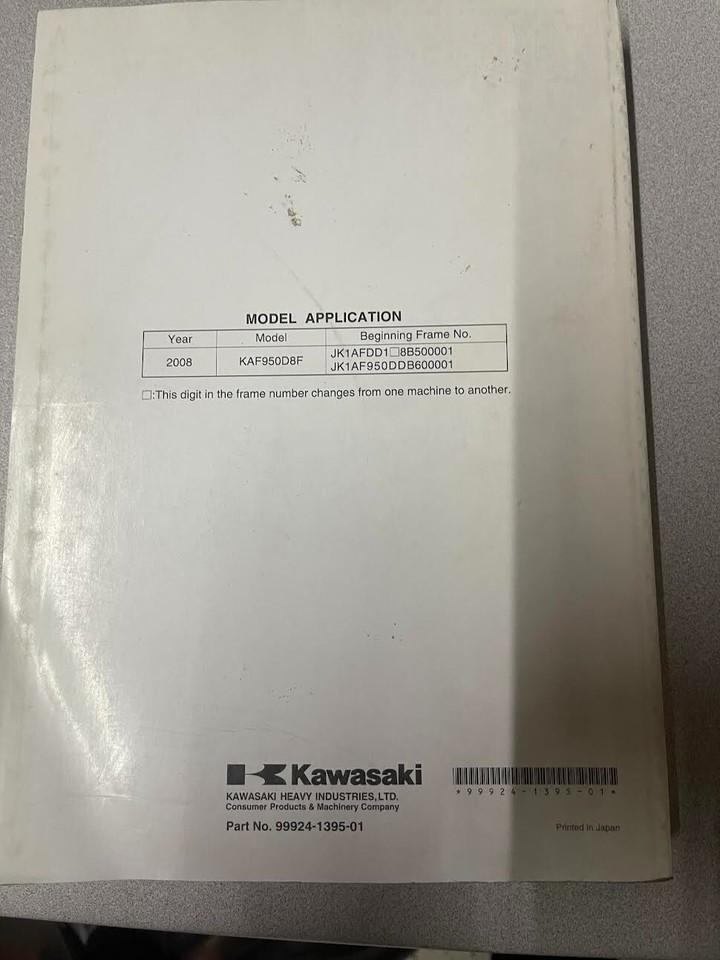 MODEL APPLICATION
Year Model Beginning Frame No.
2008 KAF950D8F JK1AFDD1□8B500001
JK1AF950DDB600001
□:This digit in the frame number changes from one machine to another.
Kawasaki
KAWASAKI HEAVY INDUSTRIES,LTD.
Consumer Products & Machinery Company
Part No. 99924-1395-01
*99924-1395-01*
Printed in Japan